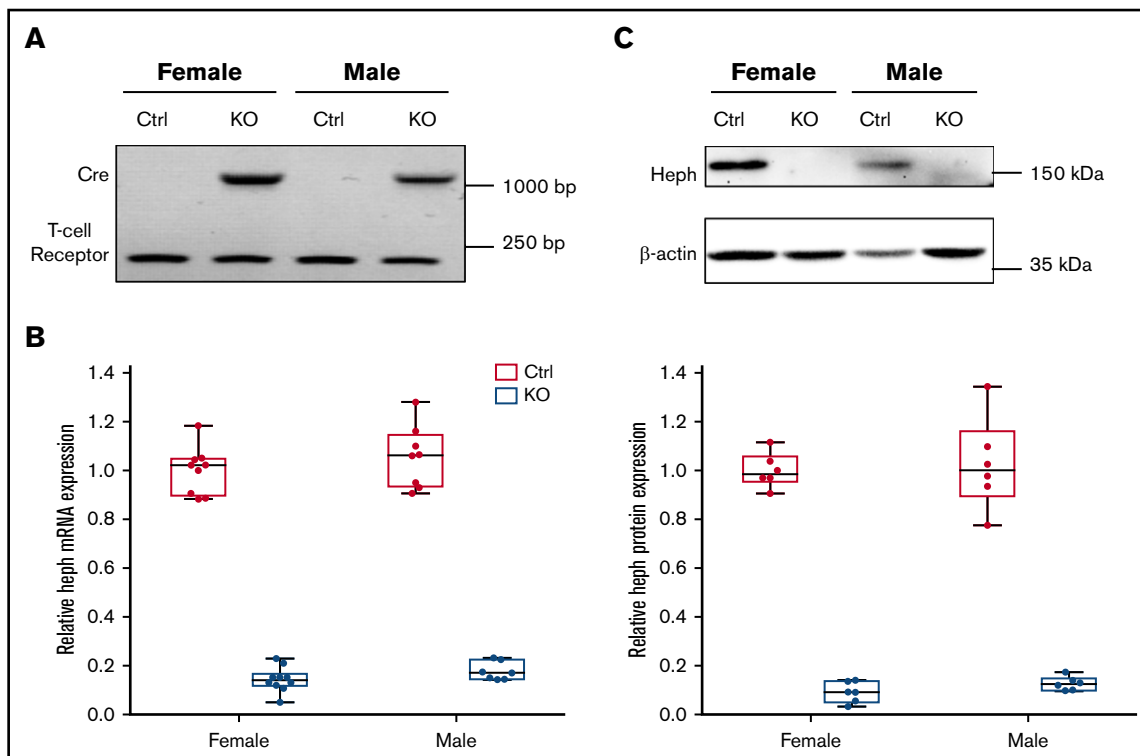 A
Female Male
Ctrl KO Ctrl KO
Cre
1000 bp
T-cell
Receptor
250 bp
C
Female Male
Ctrl KO Ctrl KO
Heph
150 kDa
β-actin
35 kDa
B
Relative heph mRNA expression
1.4
1.2
1.0
0.8
0.6
0.4
0.2
0.0
Female Male
Ctrl
KO
Relative heph protein expression
1.4
1.2
1.0
0.8
0.6
0.4
0.2
0.0
Female Male